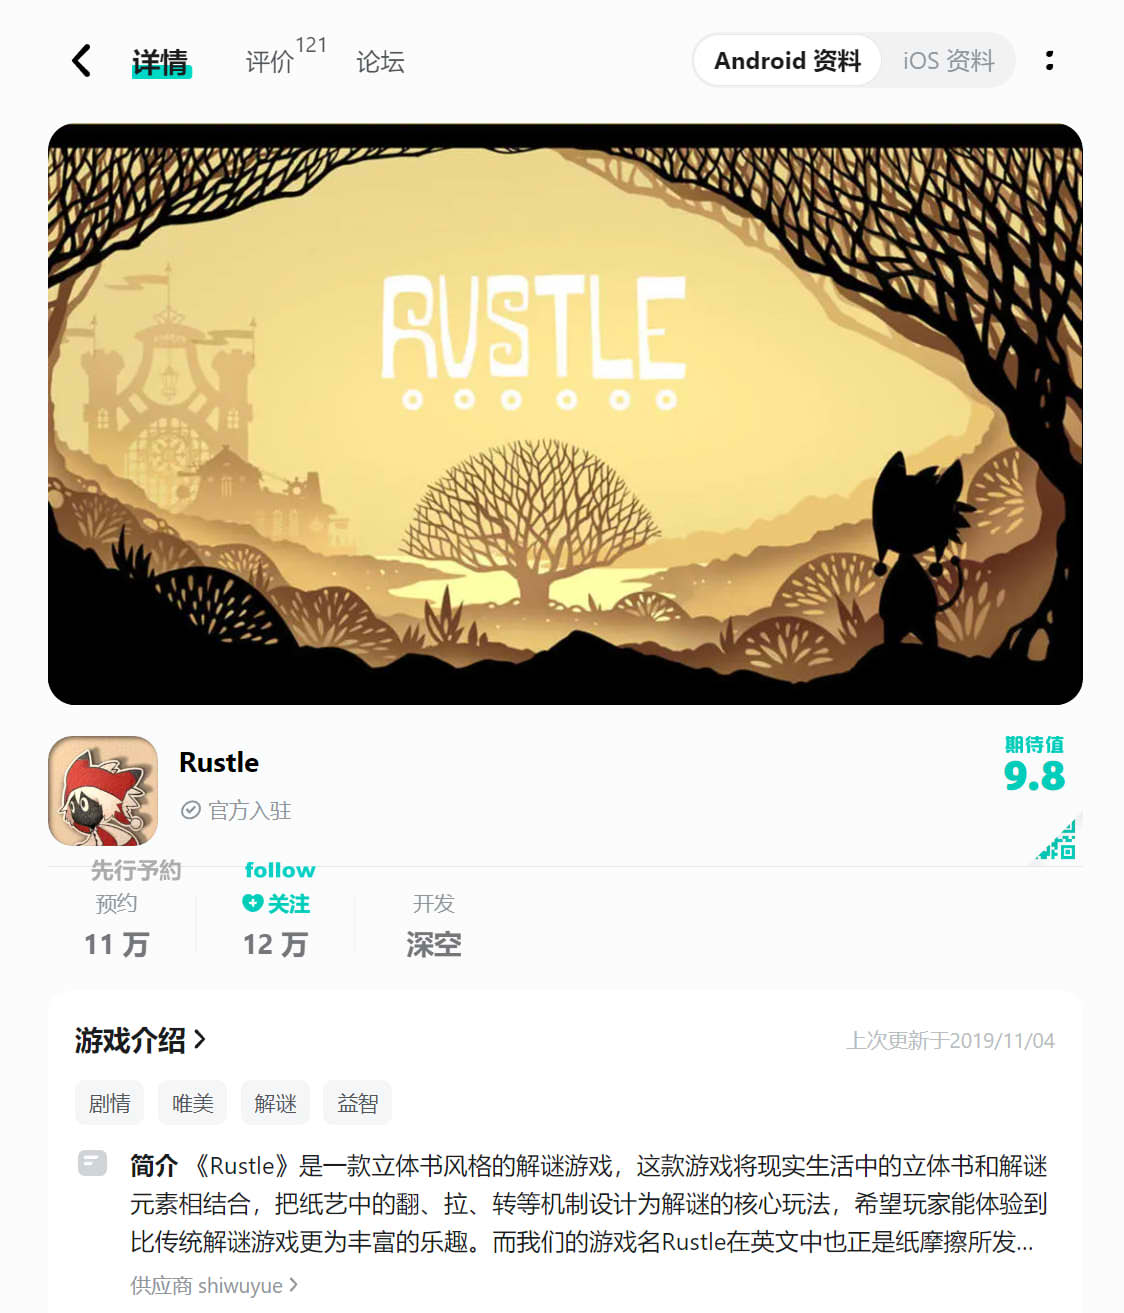 详情
评价 121
论坛
Android 资料
iOS 资料
RUSTLE
Rustle
官方入驻
期待值
9.8
先行予約
follow
预约
关注
开发
11 万
12 万
深空
游戏介绍
上次更新于2019/11/04
剧情
唯美
解谜
益智
简介 《Rustle》是一款立体书风格的解谜游戏，这款游戏将现实生活中的立体书和解谜
元素相结合，把纸艺中的翻、拉、转等机制设计为解谜的核心玩法，希望玩家能体验到
比传统解谜游戏更为丰富的乐趣。而我们的游戏名Rustle在英文中也正是纸摩擦所发...
供应商 shiwuyue